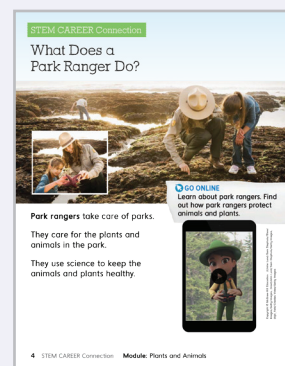 STEM CAREER Connection
What Does a
Park Ranger Do?
GO ONLINE
Learn about park rangers. Find
out how park rangers protect
animals and plants.
Park rangers take care of parks.
They care for the plants and
animals in the park.
They use science to keep the
animals and plants healthy.
4 STEM CAREER Connection Module: Plants and Animals